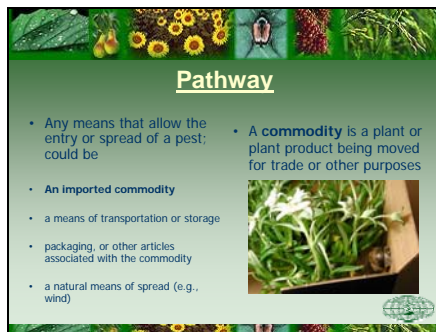 Pathway
• Any means that allow the
entry or spread of a pest;
could be
• An imported commodity
• a means of transportation or storage
• packaging, or other articles
associated with the commodity
• a natural means of spread (e.g.,
wind)
• A commodity is a plant or
plant product being moved
for trade or other purposes